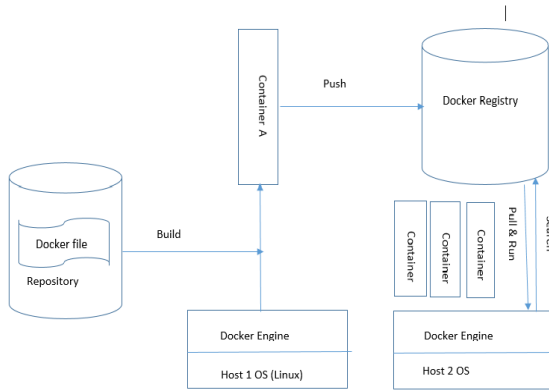 Container A
Push
Docker Registry
Docker file
Repository
Build
Container
Container
Container
Pull & Run
Search
Docker Engine
Host 1 OS (Linux)
Docker Engine
Host 2 OS